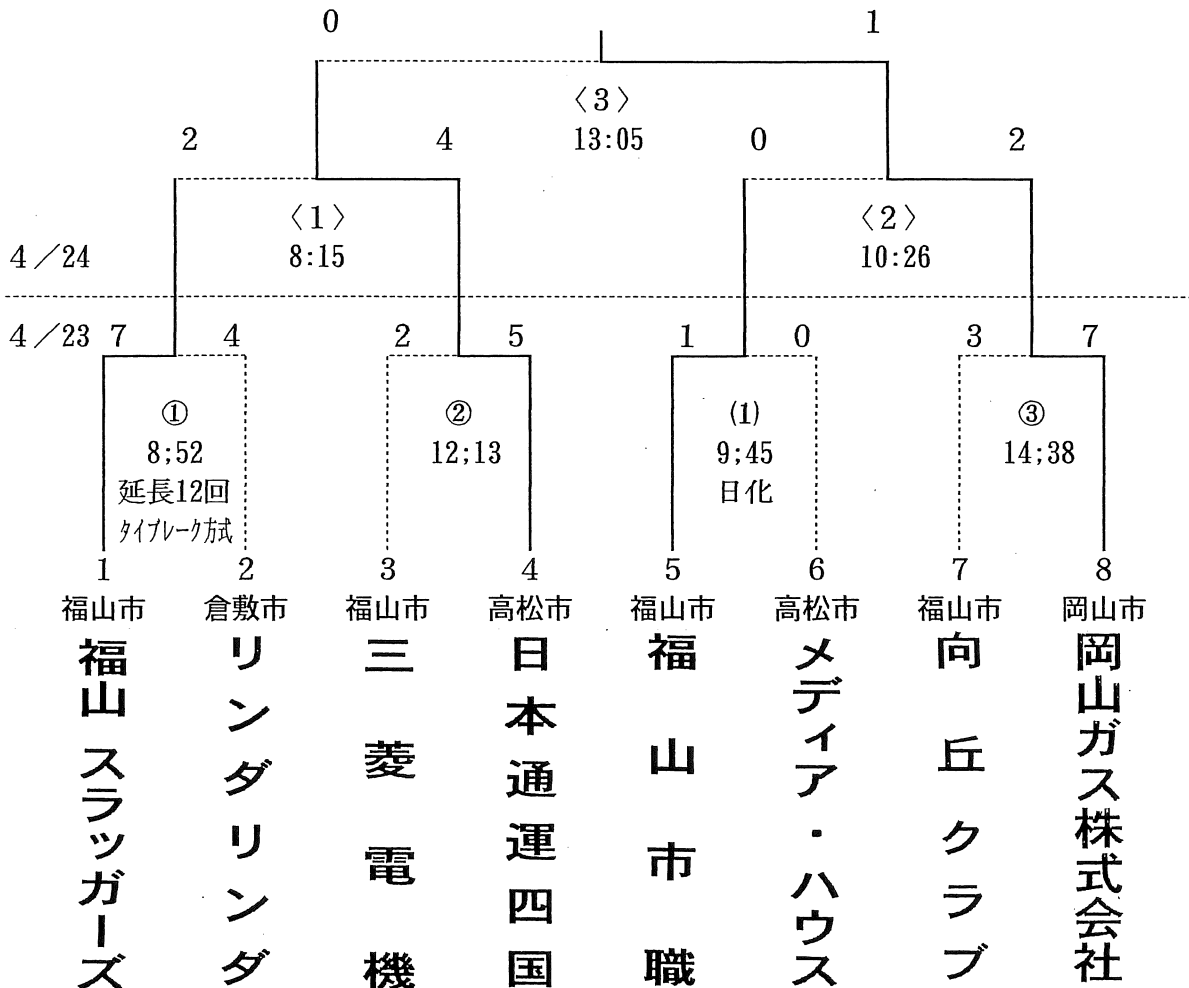 0 1
〈3〉
13:05
2 4 0 2
〈1〉 〈2〉
4/24 8:15 10:26
4/23 7 4 2 5 1 0 3 7
① ② (1) ③
8;52 12;13 9;45 14;38
延長12回 日化
タイブレーク方式
1 2 3 4 5 6 7 8
福山市 倉敷市 福山市 高松市 福山市 高松市 福山市 岡山市
福山スラッガーズ
リンダリンダ
三菱電機
日本通運四国
福山市職
メディア・ハウス
向丘クラブ
岡山ガス株式会社